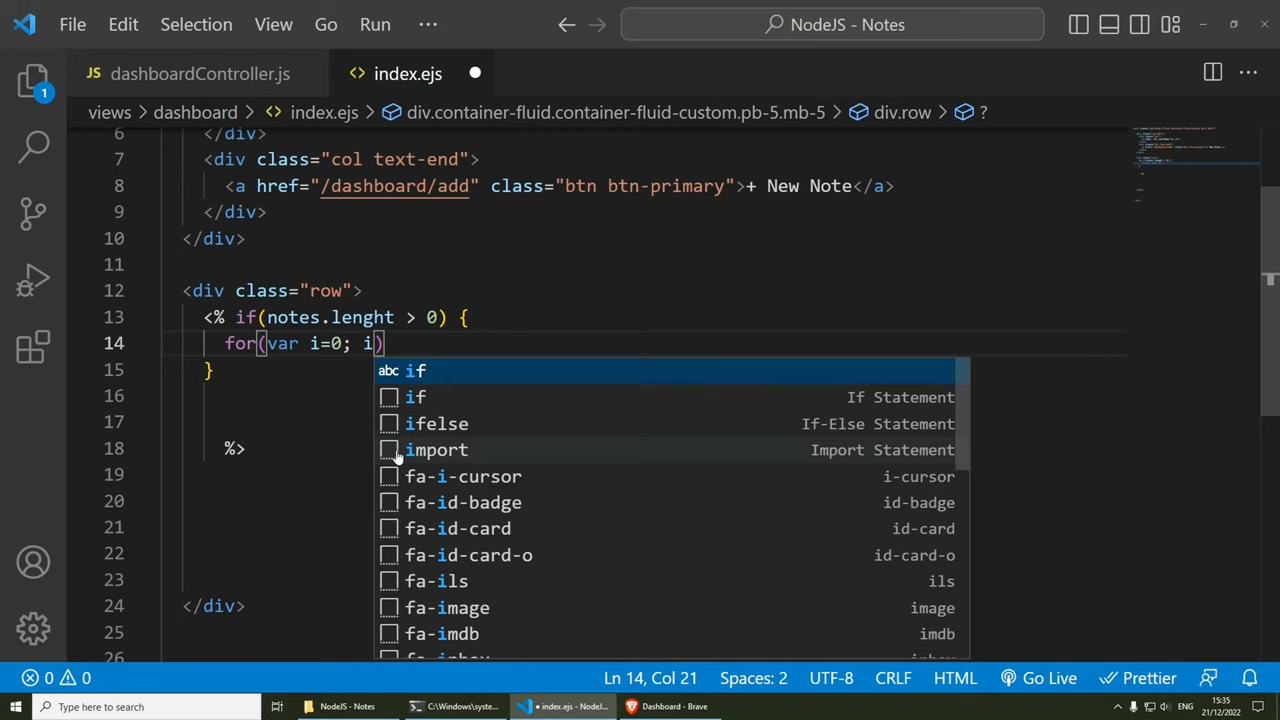 File Edit Selection View Go Run ··· NodeJS - Notes
JS dashboardController.js <> index.ejs
views > dashboard > <> index.ejs > div.container-fluid.container-fluid-custom.pb-5.mb-5 > div.row > ?
1
6 </div>
7 <div class="col text-end">
8 <a href="/dashboard/add" class="btn btn-primary">+ New Note</a>
9 </div>
10 </div>
11
12 <div class="row">
13 <% if(notes.lenght > 0) {
14 for(var i=0; i)
15 }
abc if
16 if If Statement
17 ifelse If-Else Statement
18 %> import Import Statement
19 fa-i-cursor i-cursor
20 fa-id-badge id-badge
21 fa-id-card id-card
22 fa-id-card-o id-card-o
23 fa-ils ils
24 </div> fa-image image
25 fa-imdb imdb
26
0 0 Ln 14, Col 21 Spaces: 2 UTF-8 CRLF HTML Go Live Prettier
Type here to search NodeJS - Notes C:\Windows\syste... • index.ejs - NodeJ... Dashboard - Brave 15:35
21/12/2022